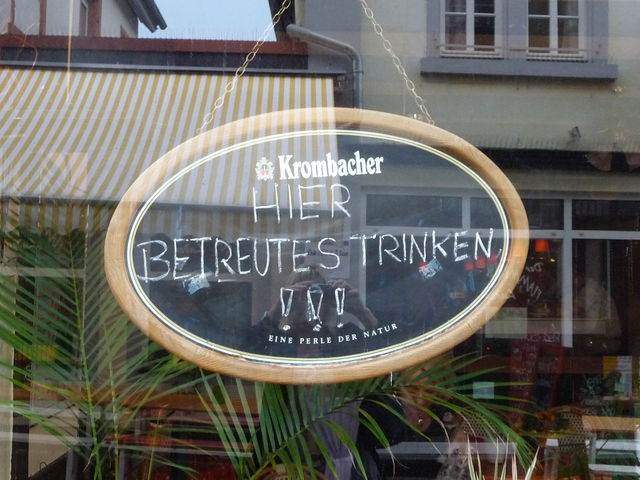 Krombacher
HIER
BETREUTES TRINKEN
!!!
EINE PERLE DER NATUR